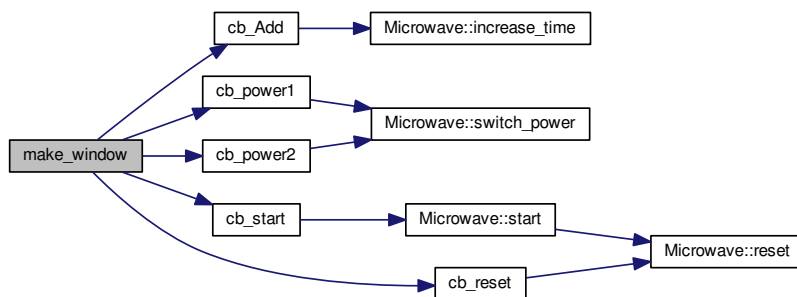 cb_Add
Microwave::increase_time
cb_power1
Microwave::switch_power
make_window
cb_power2
cb_start
Microwave::start
Microwave::reset
cb_reset